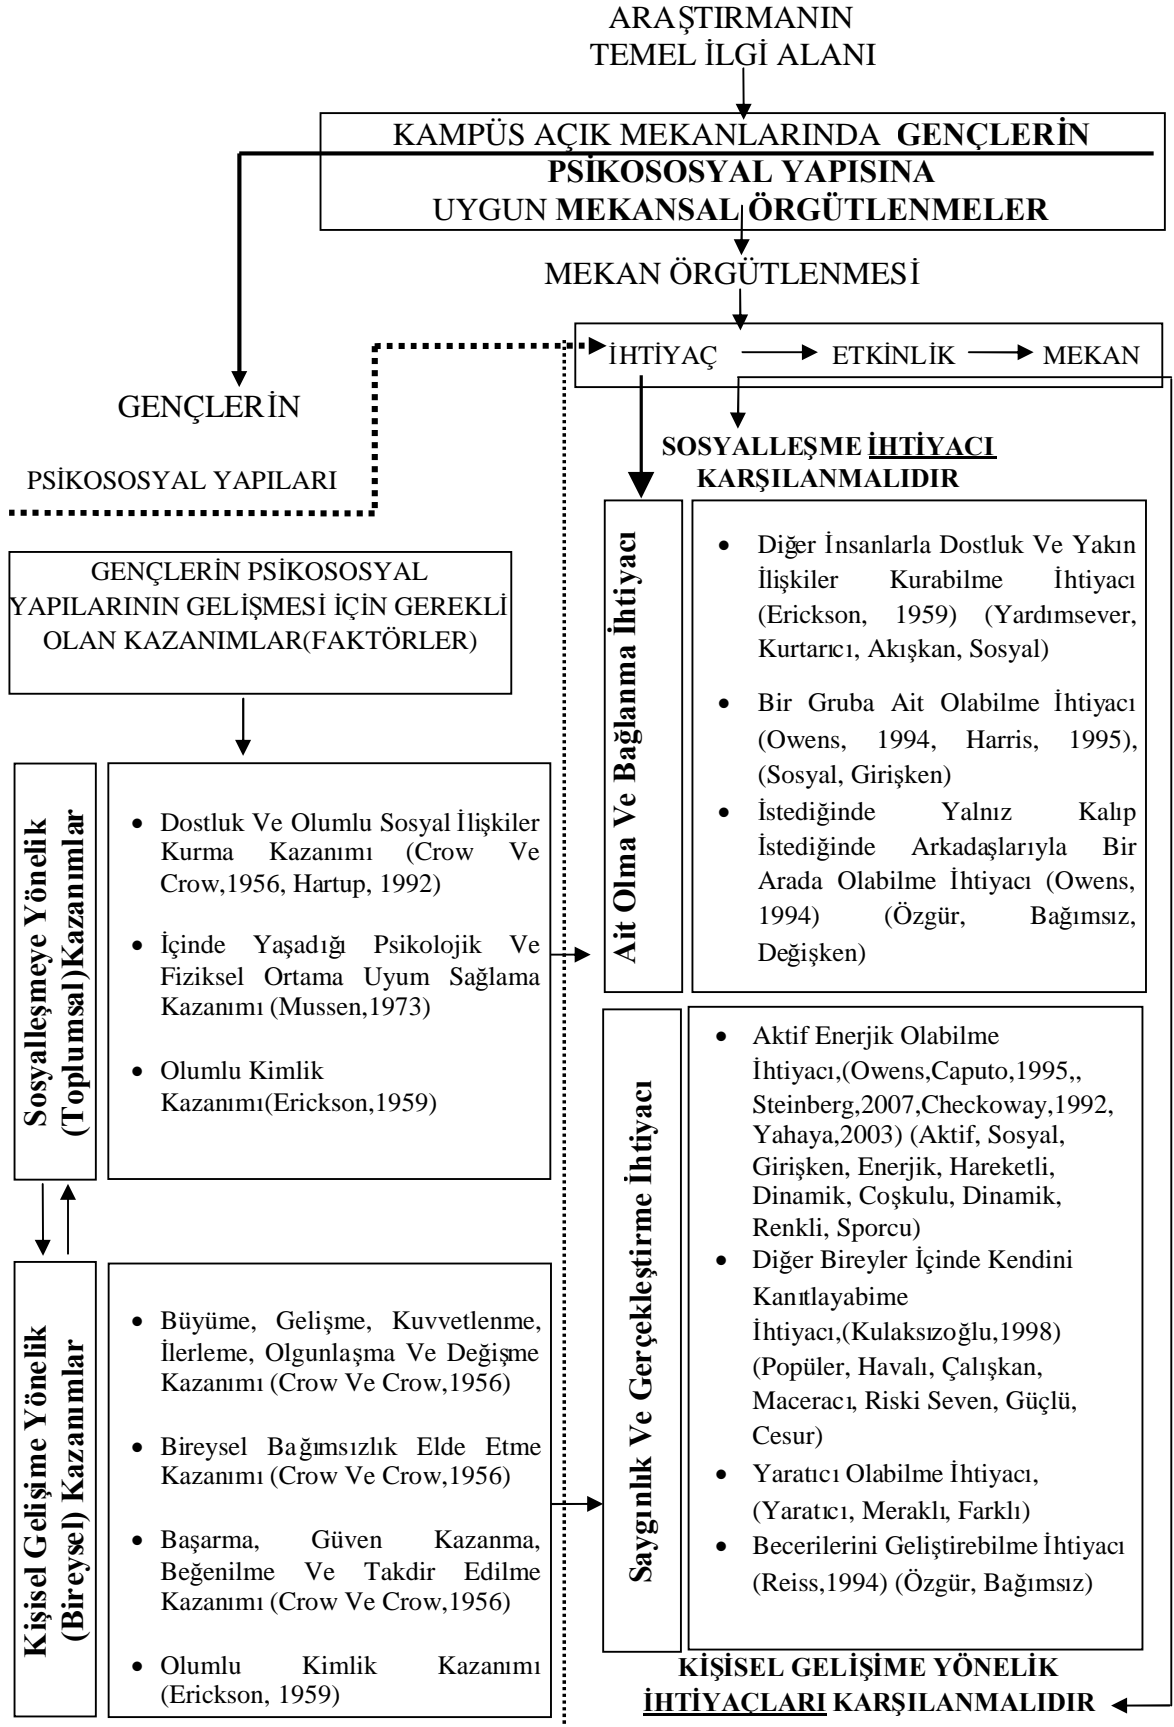 ARAŞTIRMANIN
TEMEL İLGİ ALANI
KAMPÜS AÇIK MEKANLARINDA GENÇLERİN
PSİKOSOSYAL YAPISINA
UYGUN MEKANSAL ÖRGÜTLENMELER
MEKAN ÖRGÜTLENMESİ
İHTİYAÇ
ETKİNLİK
MEKAN
GENÇLERİN
PSİKOSOSYAL YAPILARI
GENÇLERİN PSİKOSOSYAL
YAPILARININ GELİŞMESİ İÇİN GEREKLİ
OLAN KAZANIMLAR(FAKTÖRLER)
Sosyalleşmeye Yönelik
(Toplumsal)Kazanımlar
• Dostluk Ve Olumlu Sosyal İlişkiler
Kurma Kazanımı (Crow Ve
Crow,1956, Hartup, 1992)
• İçinde Yaşadığı Psikolojik Ve
Fiziksel Ortama Uyum Sağlama
Kazanımı (Mussen,1973)
• Olumlu Kimlik
Kazanımı(Erickson,1959)
Kişisel Gelişime Yönelik
(Bireysel) Kazanımlar
• Büyüme, Gelişme, Kuvvetlenme,
İlerleme, Olgunlaşma Ve Değişme
Kazanımı (Crow Ve Crow,1956)
• Bireysel Bağımsızlık Elde Etme
Kazanımı (Crow Ve Crow,1956)
• Başarma, Güven Kazanma,
Beğenilme Ve Takdir Edilme
Kazanımı (Crow Ve Crow,1956)
• Olumlu Kimlik Kazanımı
(Erickson, 1959)
SOSYALLEŞME İHTİYACI
KARŞILANMALIDIR
Ait Olma Ve Bağlanma İhtiyacı
• Diğer İnsanlarla Dostluk Ve Yakın
İlişkiler Kurabilme İhtiyacı
(Erickson, 1959) (Yardımsever,
Kurtarıcı, Akışkan, Sosyal)
• Bir Gruba Ait Olabilme İhtiyacı
(Owens, 1994, Harris, 1995),
(Sosyal, Girişken)
• İstediğinde Yalnız Kalıp
İstediğinde Arkadaşlarıyla Bir
Arada Olabilme İhtiyacı (Owens,
1994) (Özgür, Bağımsız,
Değişken)
Saygınlık Ve Gerçekleştirme İhtiyacı
• Aktif Enerjik Olabilme
İhtiyacı,(Owens,Caputo,1995,,
Steinberg,2007,Checkoway,1992,
Yahaya,2003) (Aktif, Sosyal,
Girişken, Enerjik, Hareketli,
Dinamik, Coşkulu, Dinamik,
Renkli, Sporcu)
• Diğer Bireyler İçinde Kendini
Kanıtlayabime
İhtiyacı,(Kulaksızoğlu,1998)
(Popüler, Havalı, Çalışkan,
Maceracı, Riski Seven, Güçlü,
Cesur)
• Yaratıcı Olabilme İhtiyacı,
(Yaratıcı, Meraklı, Farklı)
• Becerilerini Geliştirebilme İhtiyacı
(Reiss,1994) (Özgür, Bağımsız)
KİŞİSEL GELİŞİME YÖNELİK
İHTİYAÇLARI KARŞILANMALIDIR